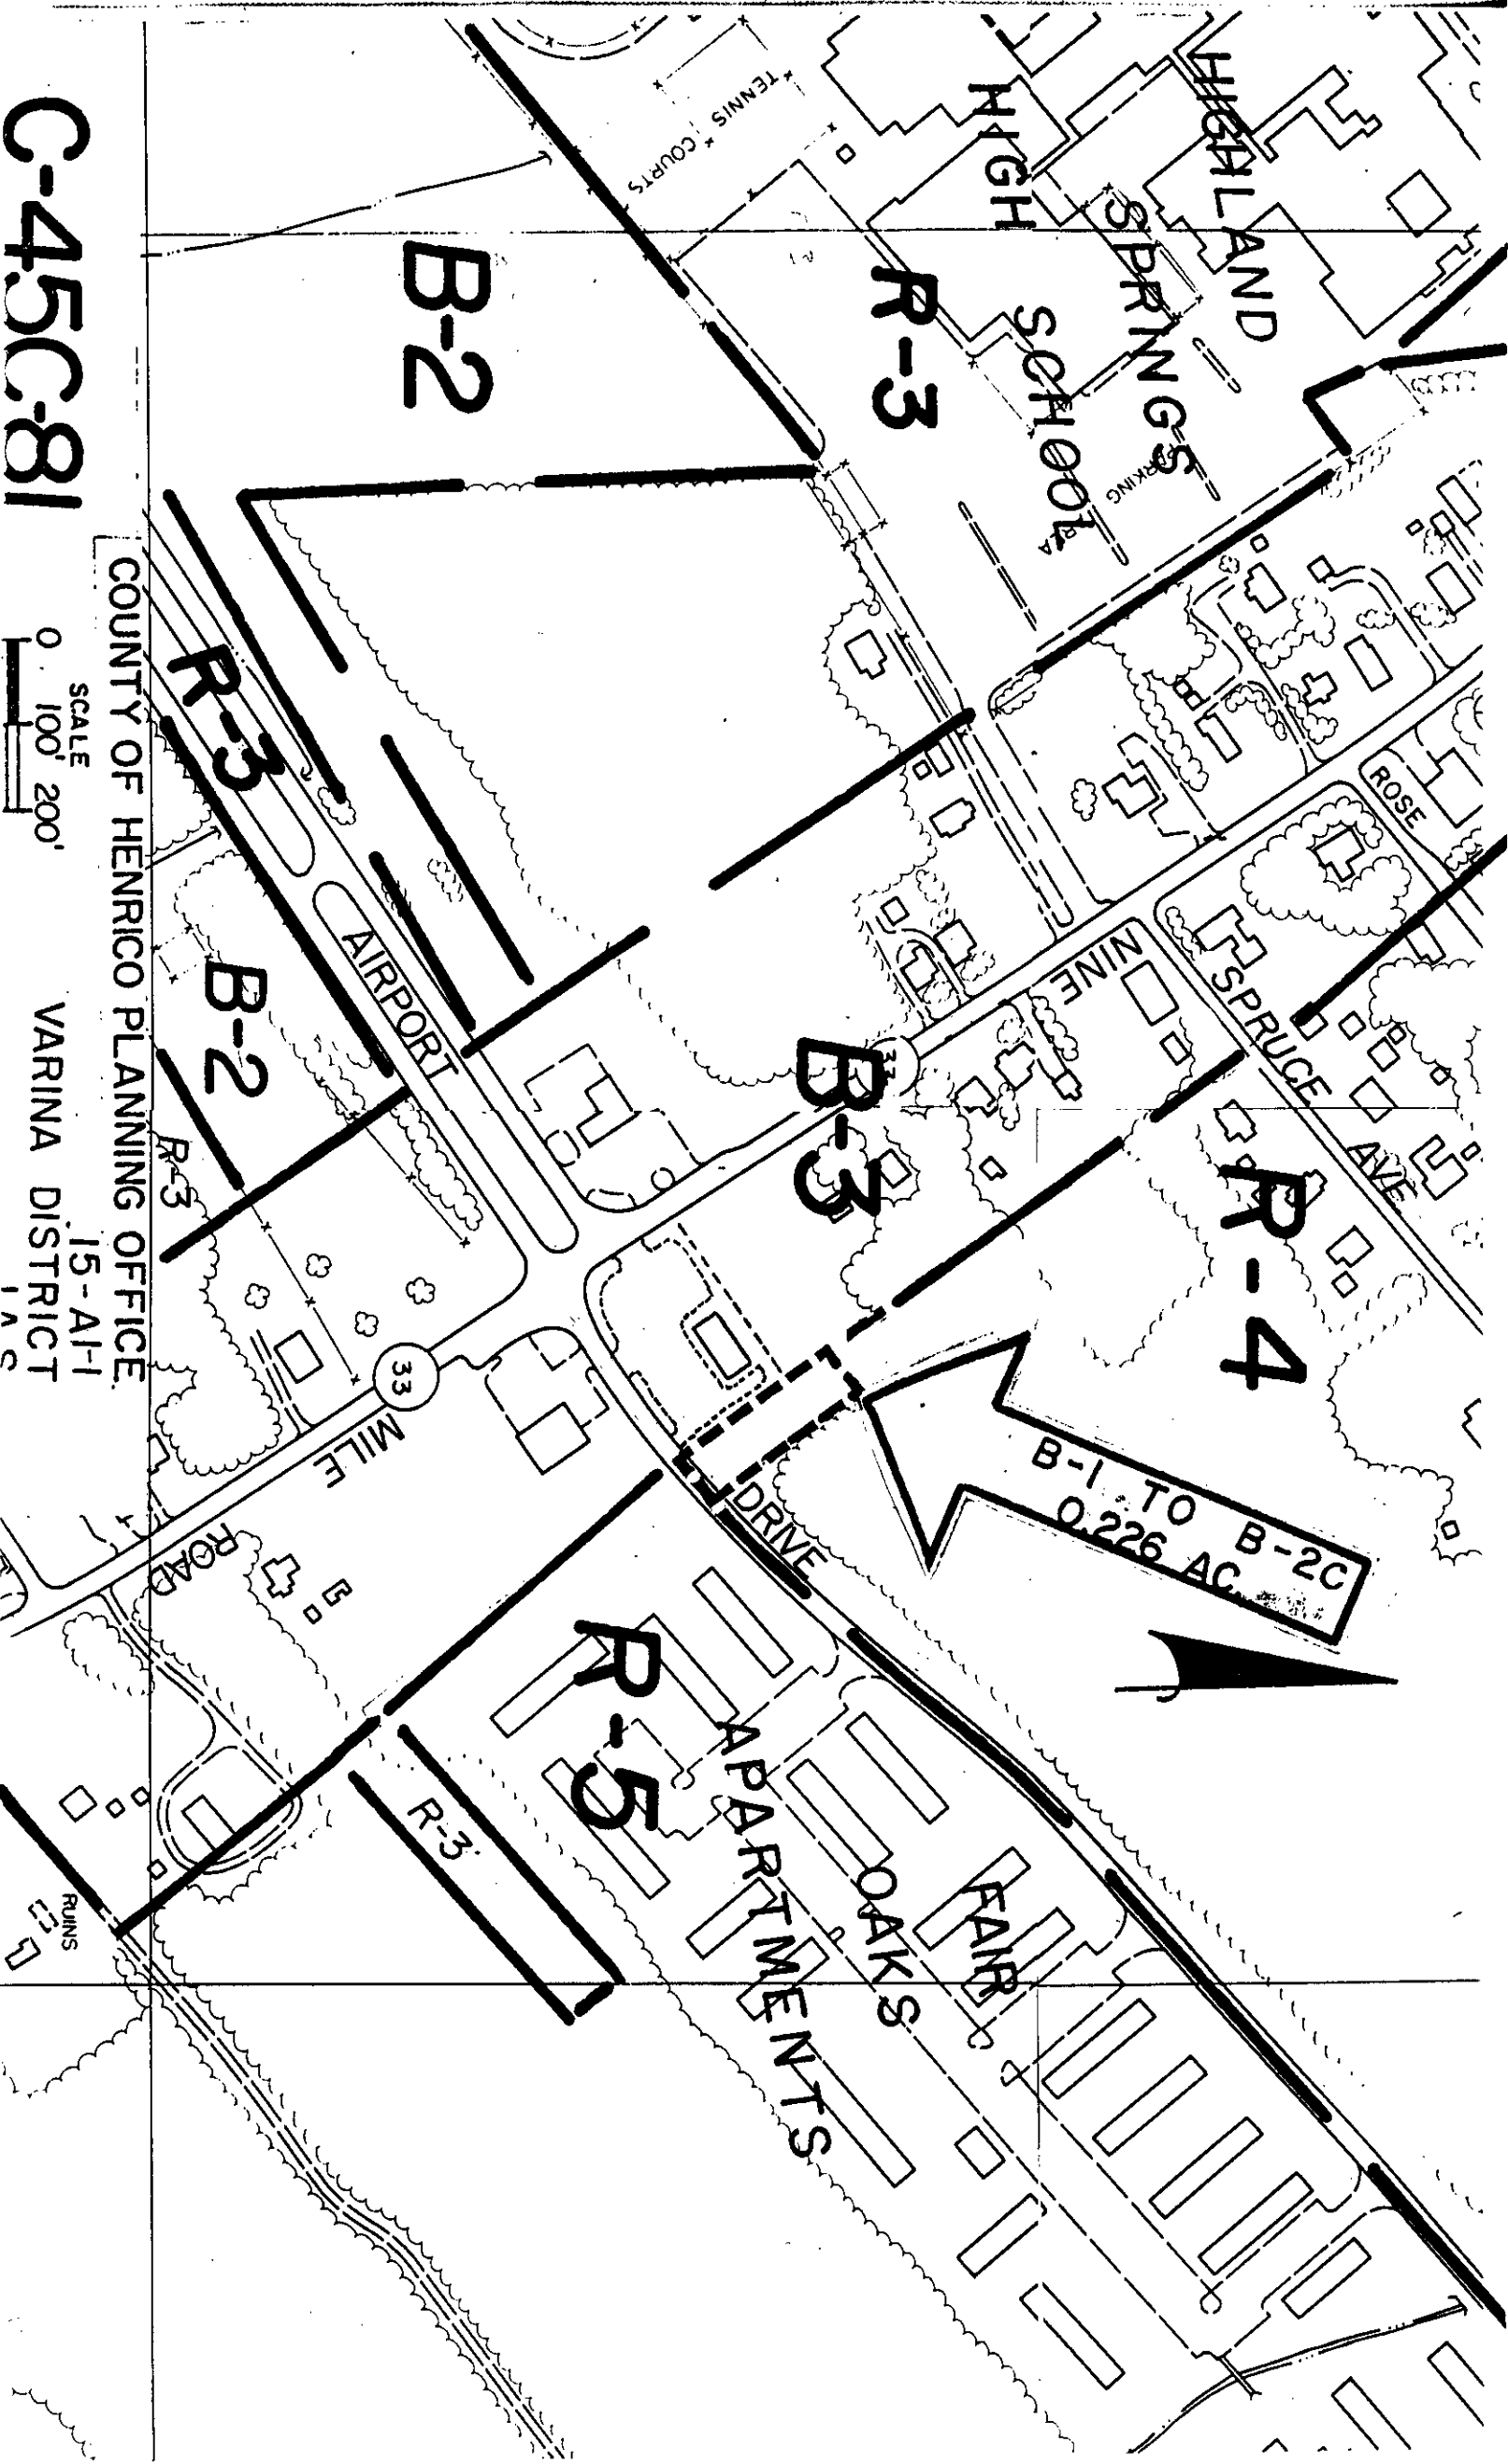 HIGHLAND
SPRINGS
HIGH SCHOOL
PARKING
AREA
TENNIS COURTS
R-3
B-2
ROSE
SPRUCE AVE
R-4
NINE
33
B-3
B-1 TO B-2C
0.226 AC.
AIRPORT
DRIVE
R-3
B-2
R-3
33
MILE
ROAD
R-5
FAIR
OAKS
APARTMENTS
R-3
RUINS
COUNTY OF HENRICO PLANNING OFFICE
SCALE
0 100' 200'
15-A1-1
VARINA DISTRICT
C-45C-81